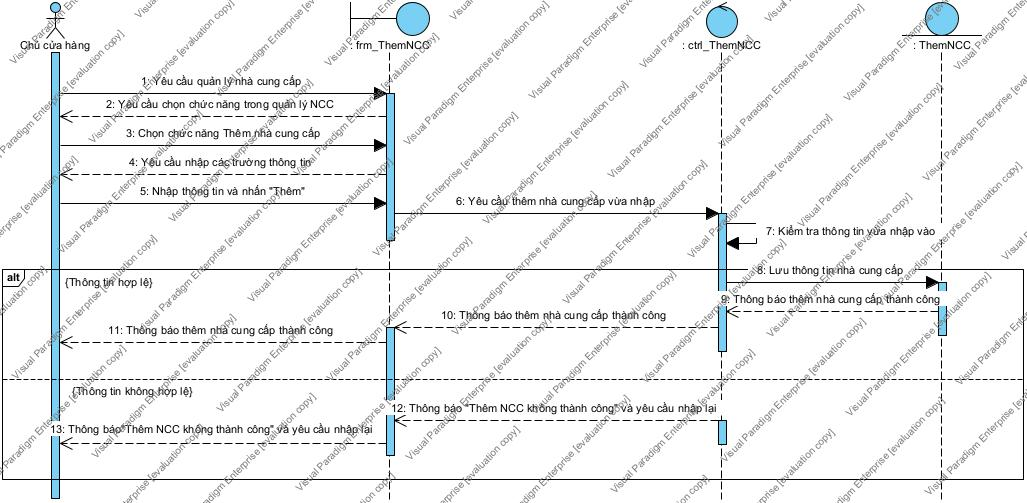 Chủ cửa hàng
: frm_ThemNCC
: ctrl_ThemNCC
: ThemNCC
1: Yêu cầu quản lý nhà cung cấp
2: Yêu cầu chọn chức năng trong quản lý NCC
3: Chọn chức năng Thêm nhà cung cấp
4: Yêu cầu nhập các trường thông tin
5: Nhập thông tin và nhấn "Thêm"
6: Yêu cầu thêm nhà cung cấp vừa nhập
7: Kiểm tra thông tin vừa nhập vào
alt
{Thông tin hợp lệ}
8: Lưu thông tin nhà cung cấp
9: Thông báo thêm nhà cung cấp thành công
10: Thông báo thêm nhà cung cấp thành công
11: Thông báo thêm nhà cung cấp thành công
{Thông tin không hợp lệ}
12: Thông báo "Thêm NCC không thành công" và yêu cầu nhập lại
13: Thông báo"Thêm NCC không thành công" và yêu cầu nhập lại
Visual Paradigm Enterprise [evaluation copy]